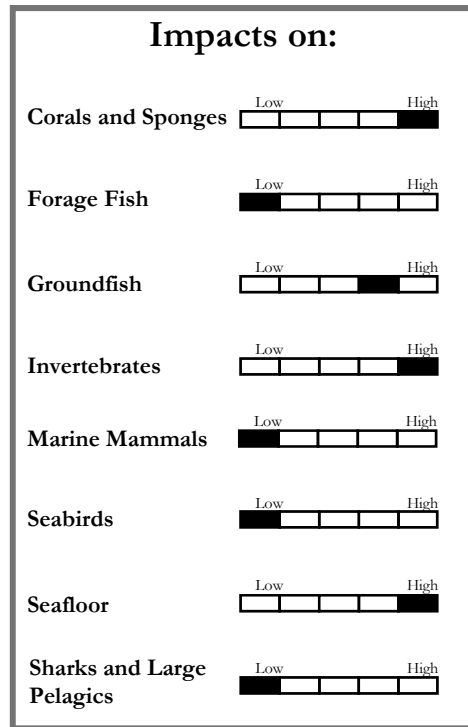 Impacts on:
Low High
Corals and Sponges
Low High
Forage Fish
Low High
Groundfish
Low High
Invertebrates
Low High
Marine Mammals
Low High
Seabirds
Low High
Seafloor
Sharks and Large
Low High
Pelagics